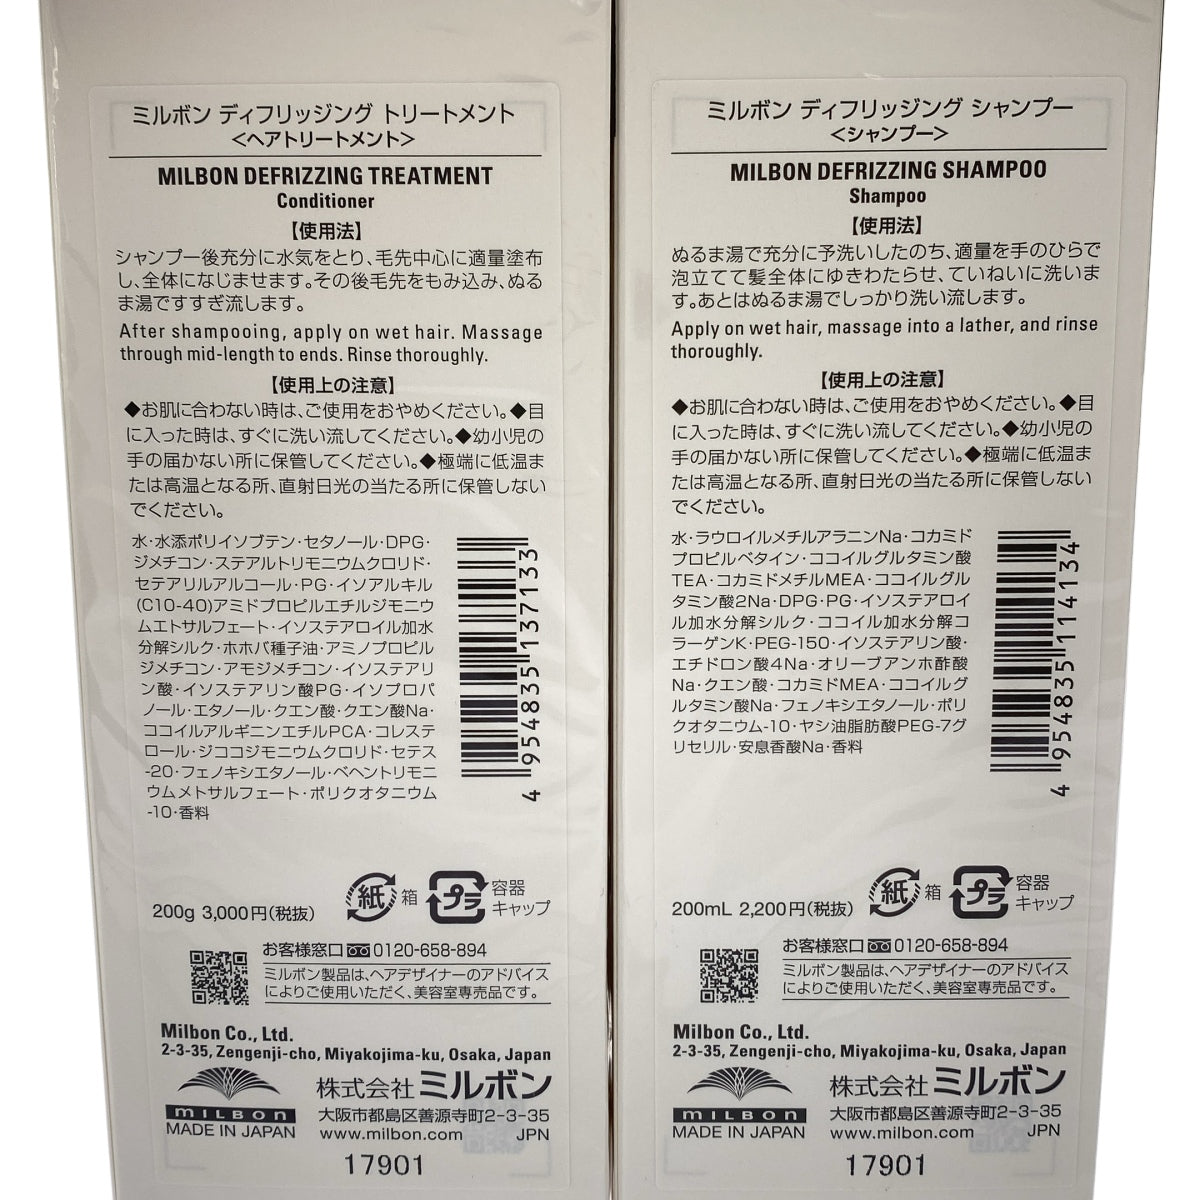 ミルボン ディフリッジング トリートメント
<ヘアトリートメント>
MILBON DEFRIZZING TREATMENT
Conditioner
【使用法】
シャンプー後充分に水気をとり、毛先中心に適量塗布
し、全体になじませます。その後毛先をもみ込み、ぬる
ま湯ですすぎ流します。
After shampooing, apply on wet hair. Massage
through mid-length to ends. Rinse thoroughly.
【使用上の注意】
◆お肌に合わない時は、ご使用をおやめください。◆目
に入った時は、すぐに洗い流してください。◆幼小児の
手の届かない所に保管してください。◆極端に低温ま
たは高温となる所、直射日光の当たる所に保管しない
でください。
水・水添ポリイソブテン・セタノール・DPG・
ジメチコン・ステアルトリモニウムクロリド・
セテアリルアルコール・PG・イソアルキル
(C10-40)アミドプロピルエチルジモニウ
ムエトサルフェート・イソステアロイル加水
分解シルク・ホホバ種子油・アミノプロピル
ジメチコン・アモジメチコン・イソステアリ
ン酸・イソステアリン酸PG・イソプロパ
ノール・エタノール・クエン酸・クエン酸Na・
ココイルアルギニンエチルPCA・コレステ
ロール・ジココジモニウムクロリド・セテス
-20・フェノキシエタノール・ベヘントリモニ
ウムメトサルフェート・ポリクオタニウム
-10・香料
4 954835 137133
200g 3,000円(税抜)
紙 箱
プラ 容器
キャップ
お客様窓口 0120-658-894
ミルボン製品は、ヘアデザイナーのアドバイス
によりご使用いただく、美容室専売品です。
Milbon Co., Ltd.
2-3-35, Zengenji-cho, Miyakojima-ku, Osaka, Japan
株式会社 ミルボン
MILBON
大阪市都島区善源寺町2-3-35
MADE IN JAPAN
www.milbon.com JPN
17901
ミルボン ディフリッジング シャンプー
<シャンプー>
MILBON DEFRIZZING SHAMPOO
Shampoo
【使用法】
ぬるま湯で充分に予洗いしたのち、適量を手のひらで
泡立てて髪全体にゆきわたらせ、ていねいに洗いま
す。あとはぬるま湯でしっかり洗い流します。
Apply on wet hair, massage into a lather, and rinse
thoroughly.
【使用上の注意】
◆お肌に合わない時は、ご使用をおやめください。◆目
に入った時は、すぐに洗い流してください。◆幼小児の
手の届かない所に保管してください。◆極端に低温ま
たは高温となる所、直射日光の当たる所に保管しない
でください。
水・ラウロイルメチルアラニンNa・コカミド
プロピルベタイン・ココイルグルタミン酸
TEA・コカミドメチルMEA・ココイルグル
タミン酸2Na・DPG・PG・イソステアロイ
ル加水分解シルク・ココイル加水分解コ
ラーゲンK・PEG-150・イソステアリン酸・
エチドロン酸4Na・オリーブアンホ酢酸
Na・クエン酸・コカミドMEA・ココイルグ
ルタミン酸Na・フェノキシエタノール・ポリ
クオタニウム-10・ヤシ油脂肪酸PEG-7グ
リセリル・安息香酸Na・香料
4 954835 114134
200mL 2,200円(税抜)
紙 箱
プラ 容器
キャップ
お客様窓口 0120-658-894
ミルボン製品は、ヘアデザイナーのアドバイス
によりご使用いただく、美容室専売品です。
Milbon Co., Ltd.
2-3-35, Zengenji-cho, Miyakojima-ku, Osaka, Japan
株式会社 ミルボン
MILBON
大阪市都島区善源寺町2-3-35
MADE IN JAPAN
www.milbon.com JPN
17901